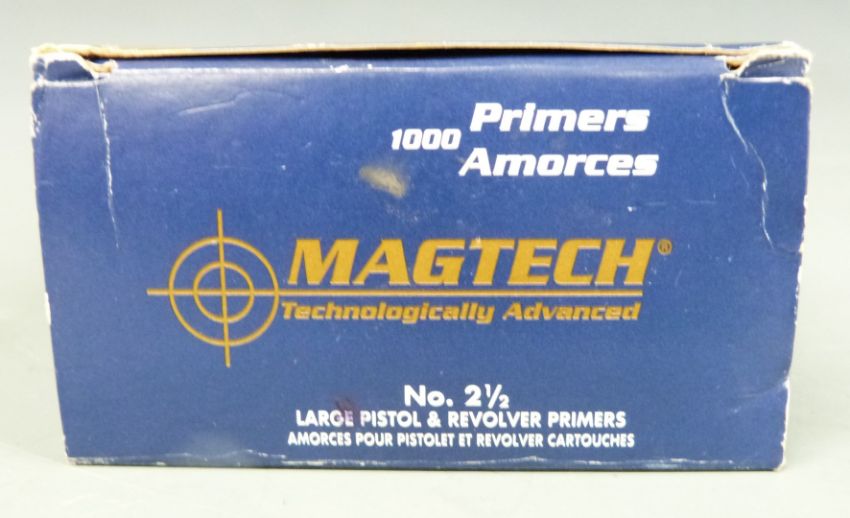 1000 Primers
Amorces
MAGTECH®
Technologically Advanced
No. 2½
LARGE PISTOL & REVOLVER PRIMERS
AMORCES POUR PISTOLET ET REVOLVER CARTOUCHES